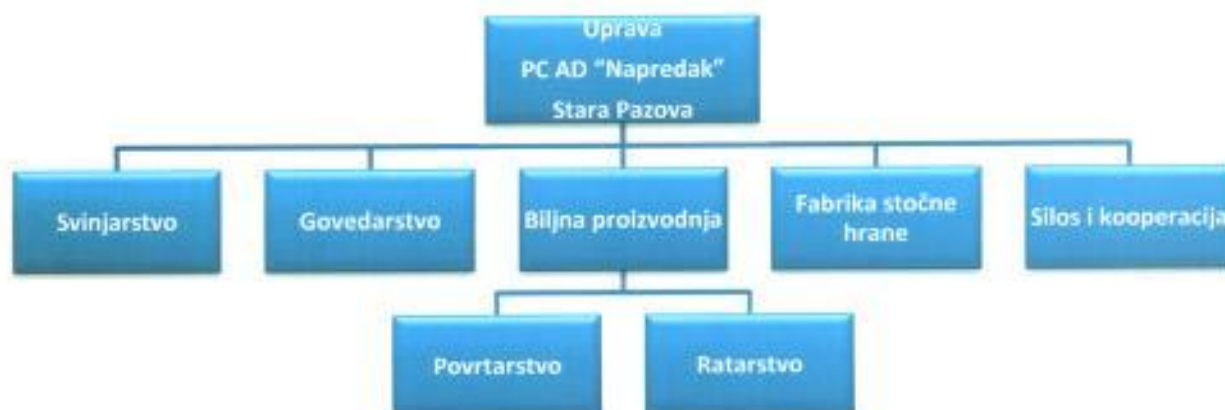 Uprava
PC AD “Napredak”
Stara Pazova
Svinjarstvo
Govedarstvo
Biljna proizvodnja
Fabrika stočne
hrane
Silos i kooperacija
Povrtarstvo
Ratarstvo